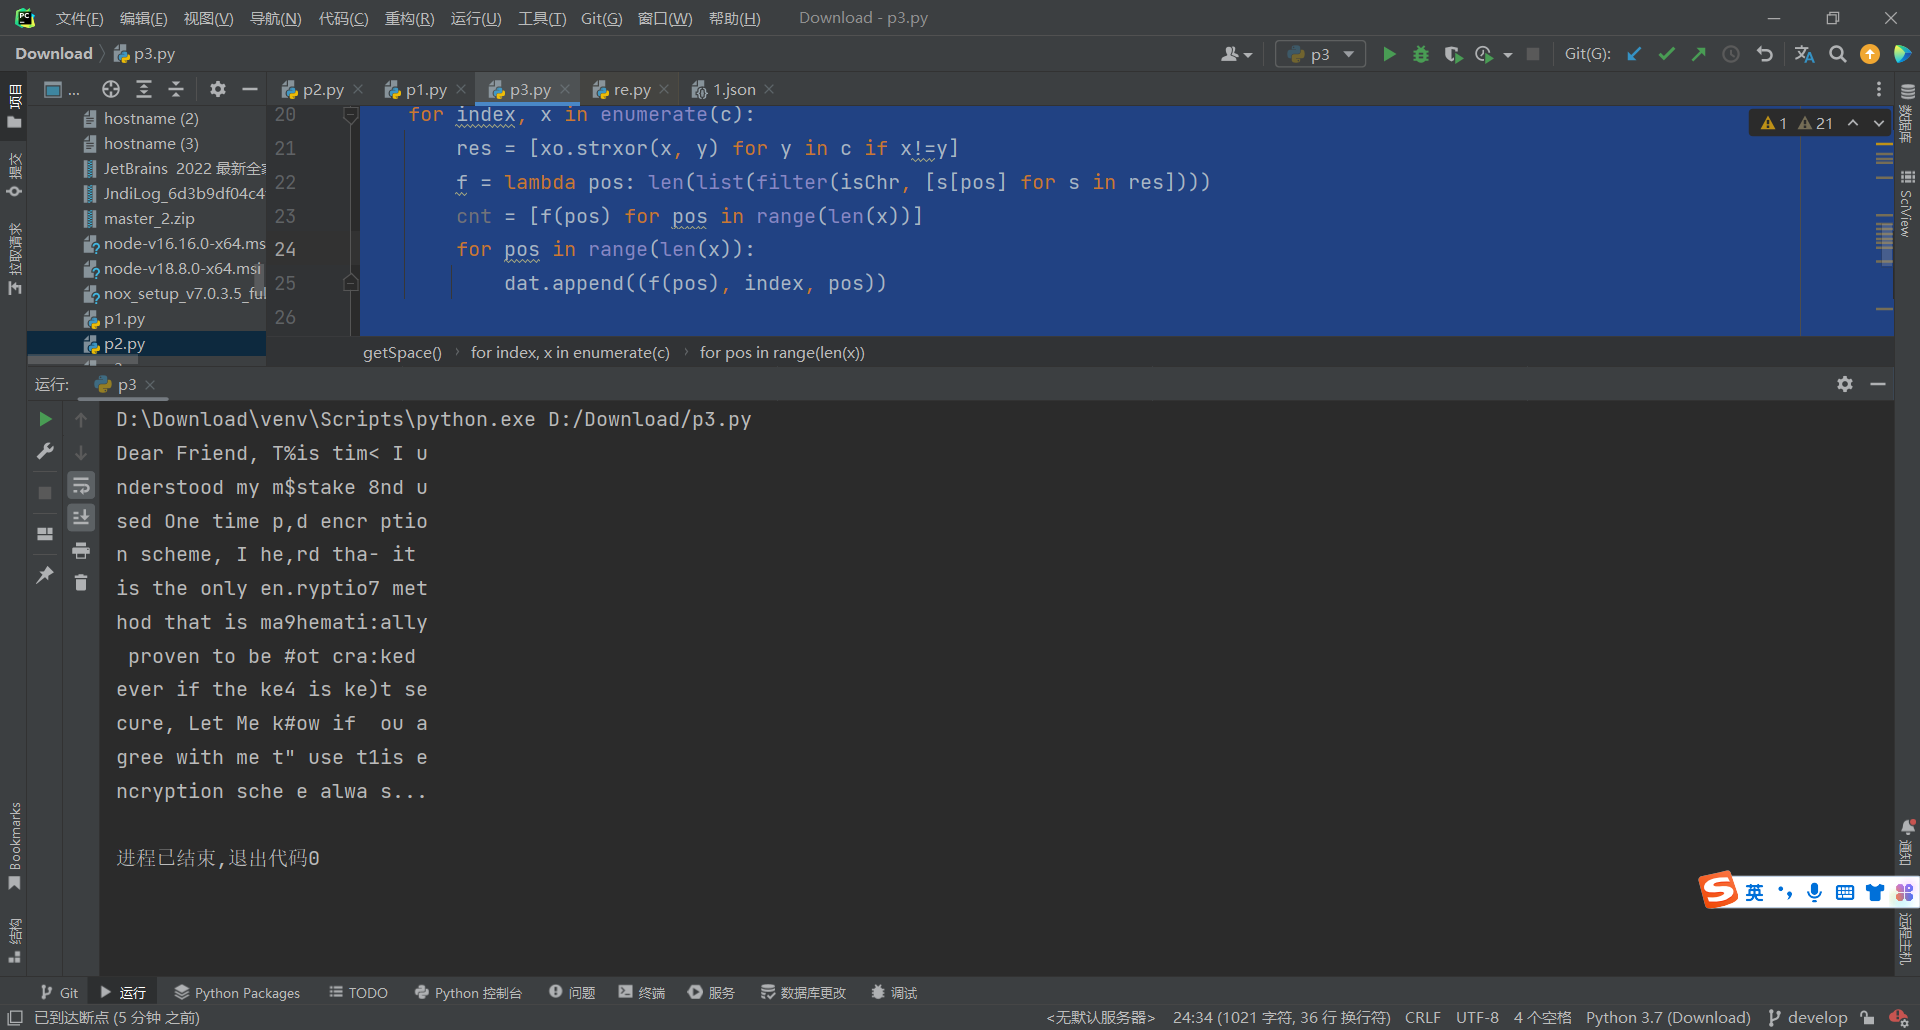 文件(F) 编辑(E) 视图(V) 导航(N) 代码(C) 重构(R) 运行(U) 工具(T) Git(G) 窗口(W) 帮助(H) Download - p3.py
Download p3.py
p3 Git(G):
项目
提交
拉取请求
Bookmarks
结构
...
p2.py p1.py p3.py re.py 1.json
hostname (2)
hostname (3)
JetBrains 2022 最新全
JndiLog_6d3b9df04c4
master_2.zip
node-v16.16.0-x64.ms
node-v18.8.0-x64.msi
nox_setup_v7.0.3.5_ful
p1.py
p2.py
20 for index, x in enumerate(c):
21 res = [xo.strxor(x, y) for y in c if x!=y]
22 f = lambda pos: len(list(filter(isChr, [s[pos] for s in res])))
23 cnt = [f(pos) for pos in range(len(x))]
24 for pos in range(len(x)):
25 dat.append((f(pos), index, pos))
26
1 21
getSpace() for index, x in enumerate(c) for pos in range(len(x))
数据库
SciView
通知
远程主机
运行: p3
D:\Download\venv\Scripts\python.exe D:/Download/p3.py
Dear Friend, T%is tim< I u
nderstood my m$stake 8nd u
sed One time p,d encr ptio
n scheme, I he,rd tha- it
is the only en.ryptio7 met
hod that is ma9hemati:ally
 proven to be #ot cra:ked
ever if the ke4 is ke)t se
cure, Let Me k#ow if  ou a
gree with me t" use t1is e
ncryption sche e alwa s...
进程已结束,退出代码0
英
Git 运行 Python Packages TODO Python 控制台 问题 终端 服务 数据库更改 调试
已到达断点 (5 分钟 之前) <无默认服务器> 24:34 (1021 字符, 36 行 换行符) CRLF UTF-8 4 个空格 Python 3.7 (Download) develop